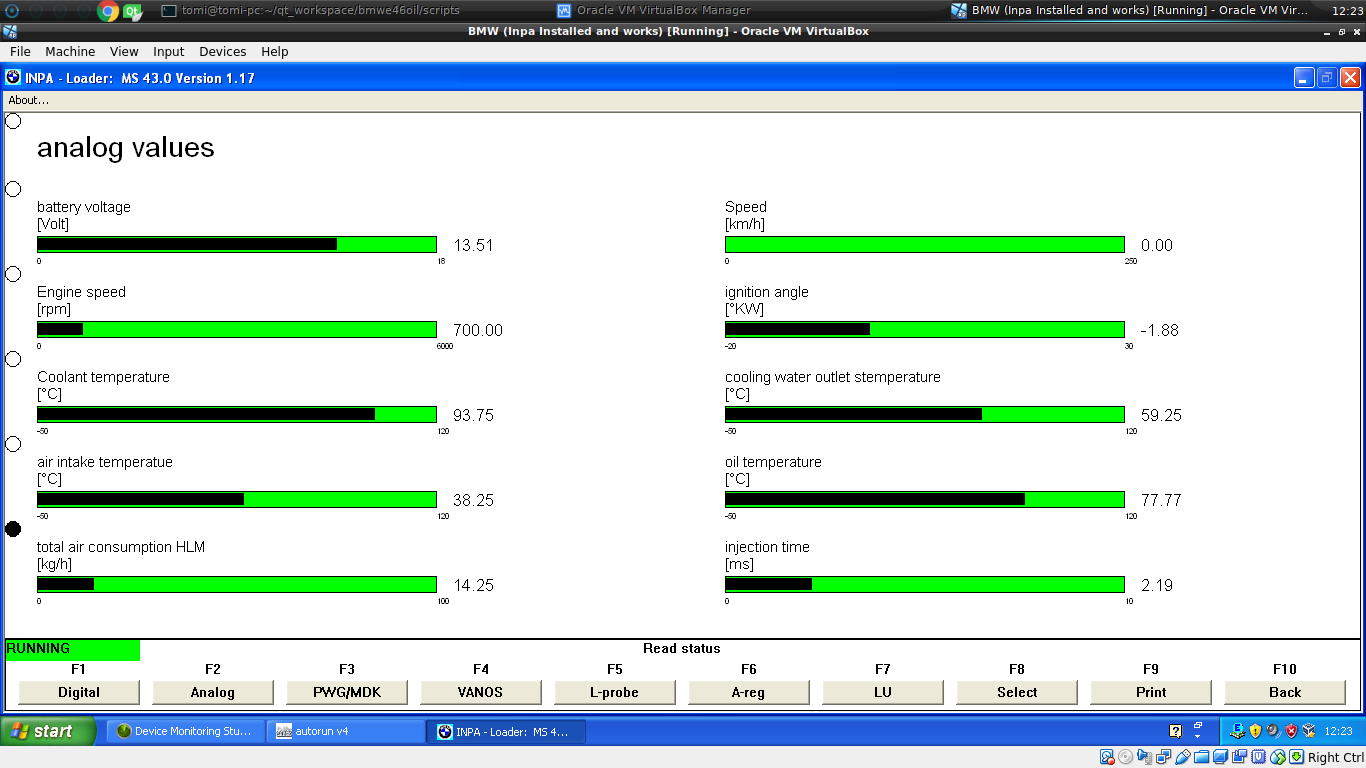 tomi@tomi-pc:~/qt_workspace/bmwe46oil/scripts
Oracle VM VirtualBox Manager
BMW (Inpa Installed and works) [Running] - Oracle VM Vir...
12:23
BMW (Inpa Installed and works) [Running] - Oracle VM VirtualBox
File Machine View Input Devices Help
INPA - Loader: MS 43.0 Version 1.17
About...
analog values
battery voltage
[Volt]
13.51
0 18
Speed
[km/h]
0.00
0 250
Engine speed
[rpm]
700.00
0 6000
ignition angle
[°KW]
-1.88
-20 30
Coolant temperature
[°C]
93.75
-50 120
cooling water outlet stemperature
[°C]
59.25
-50 120
air intake temperatue
[°C]
38.25
-50 120
oil temperature
[°C]
77.77
-50 120
total air consumption HLM
[kg/h]
14.25
0 100
injection time
[ms]
2.19
0 10
RUNNING
Read status
F1 F2 F3 F4 F5 F6 F7 F8 F9 F10
Digital Analog PWG/MDK VANOS L-probe A-reg LU Select Print Back
start
Device Monitoring Stu...
autorun v4
INPA - Loader: MS 4...
12:23
Right Ctrl